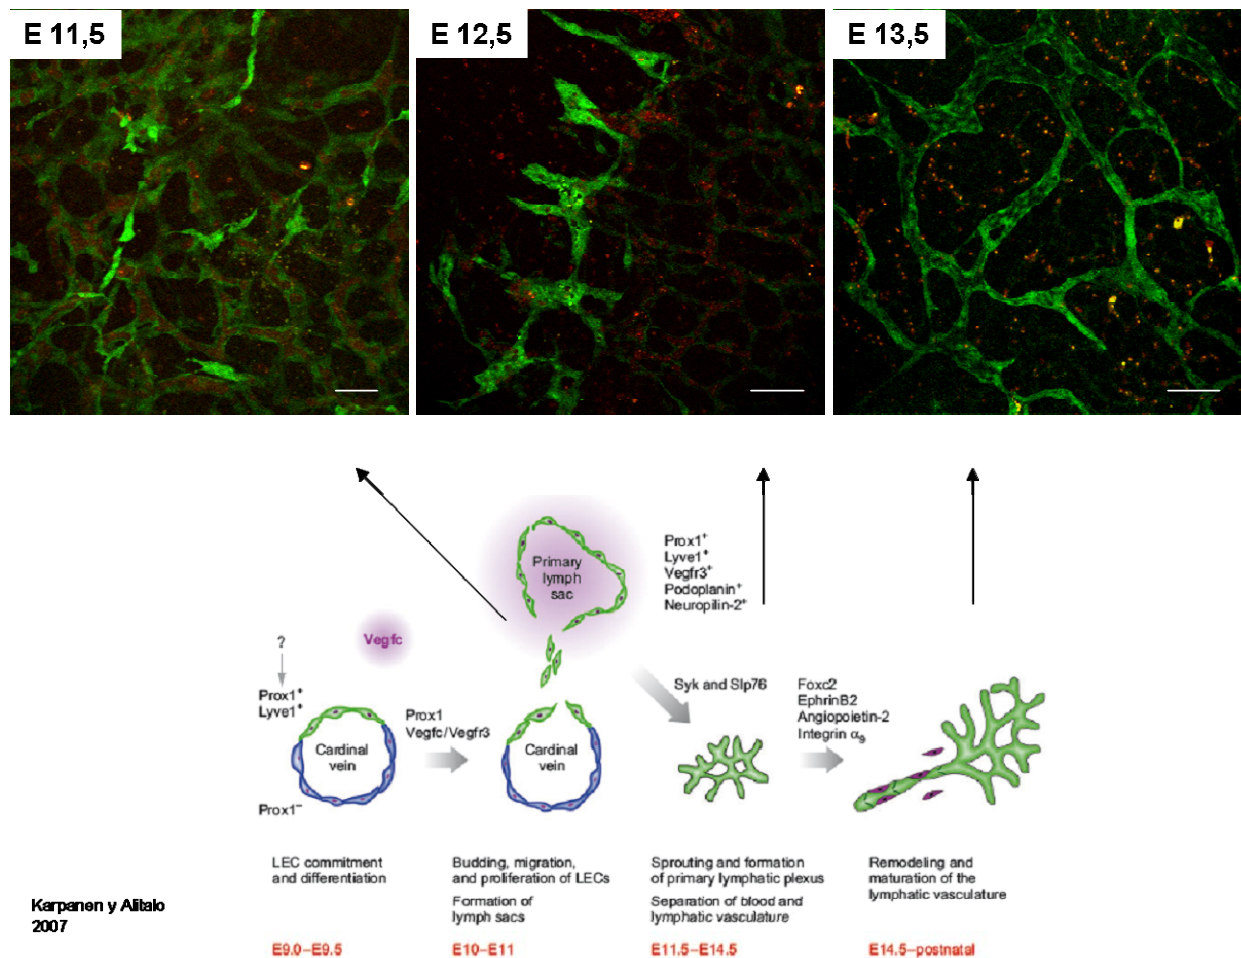 E 11,5
E 12,5
E 13,5
Primary
lymph
sac
Prox1⁺
Lyve1⁺
Vegfr3⁺
Podoplanin⁺
Neuropilin-2⁺
Vegfc
?
Prox1⁺
Lyve1⁺
Cardinal
vein
Prox1⁻
Prox1
Vegfc/Vegfr3
Cardinal
vein
Syk and Slp76
Foxc2
EphrinB2
Angiopoietin-2
Integrin α₉
LEC commitment
and differentiation
E9.0–E9.5
Budding, migration,
and proliferation of LECs
Formation of
lymph sacs
E10–E11
Sprouting and formation
of primary lymphatic plexus
Separation of blood and
lymphatic vasculature
E11.5–E14.5
Remodeling and
maturation of the
lymphatic vasculature
E14.5–postnatal
Karpanen y Alitalo
2007